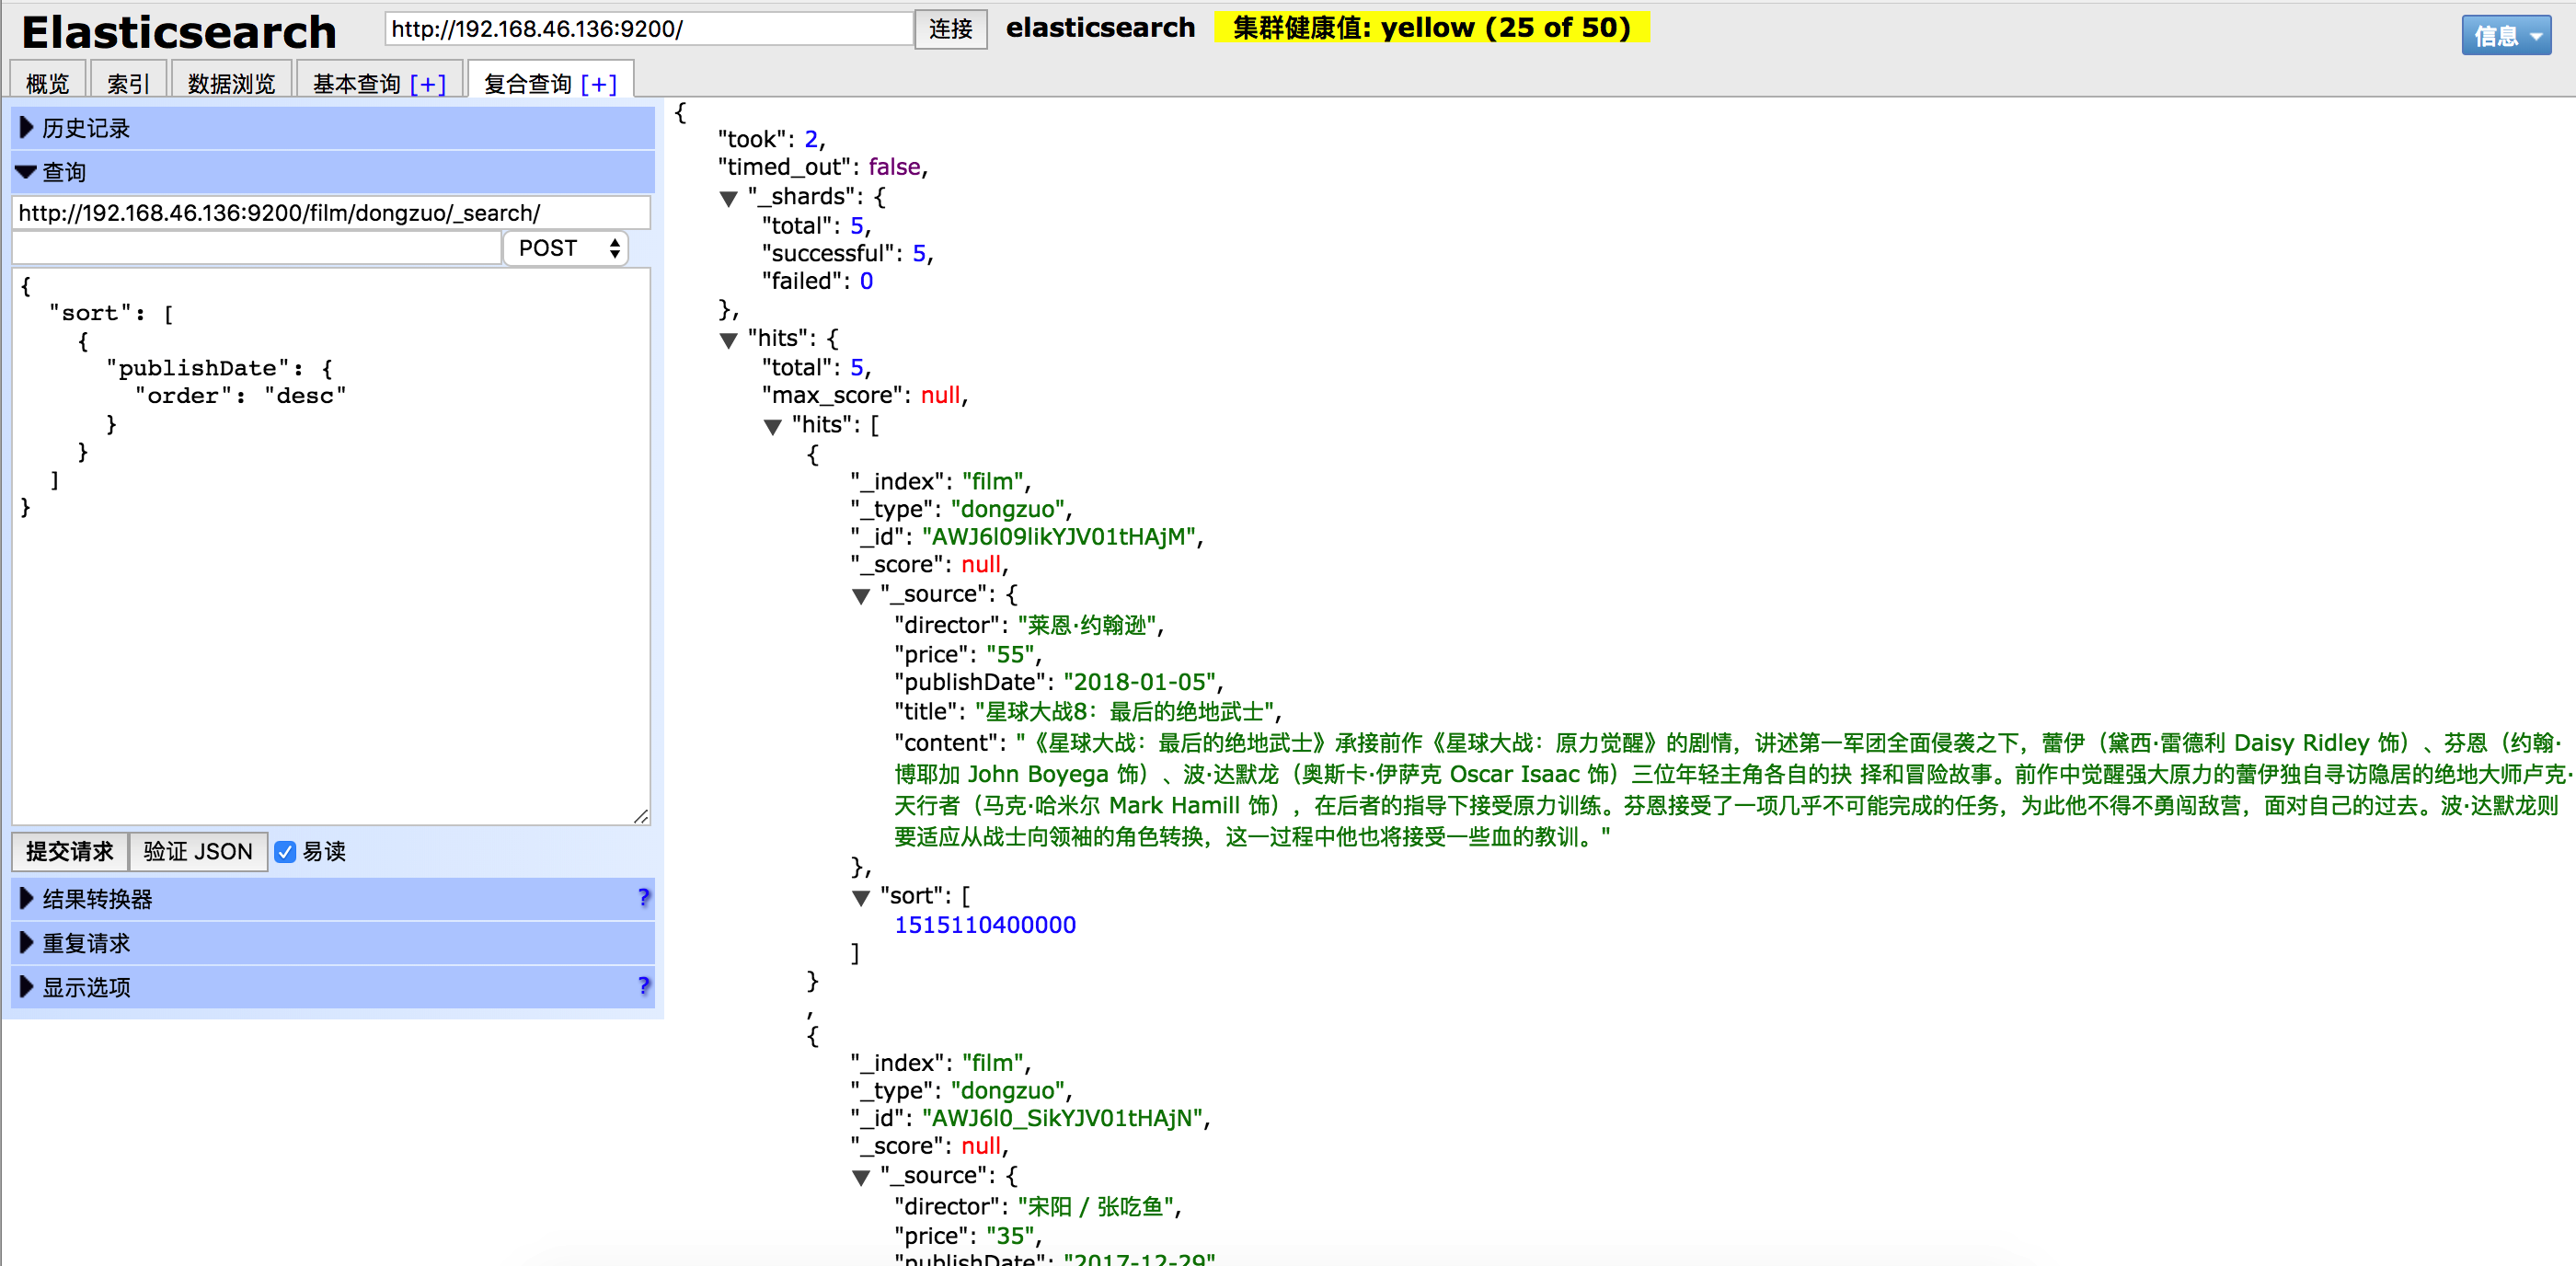 Elasticsearch http://192.168.46.136:9200/ 连接 elasticsearch 集群健康值: yellow (25 of 50) 信息
概览 索引 数据浏览 基本查询 [+] 复合查询 [+]
历史记录
查询
http://192.168.46.136:9200/film/dongzuo/_search/
POST
{
"sort": [
{
"publishDate": {
"order": "desc"
}
}
]
}
提交请求 验证 JSON 易读
结果转换器 ?
重复请求
显示选项 ?
{
"took": 2,
"timed_out": false,
"_shards": {
"total": 5,
"successful": 5,
"failed": 0
},
"hits": {
"total": 5,
"max_score": null,
"hits": [
{
"_index": "film",
"_type": "dongzuo",
"_id": "AWJ6l09likYJV01tHAjM",
"_score": null,
"_source": {
"director": "莱恩·约翰逊",
"price": "55",
"publishDate": "2018-01-05",
"title": "星球大战8：最后的绝地武士",
"content": "《星球大战：最后的绝地武士》承接前作《星球大战：原力觉醒》的剧情，讲述第一军团全面侵袭之下，蕾伊（黛西·雷德利 Daisy Ridley 饰）、芬恩（约翰·
博耶加 John Boyega 饰）、波·达默龙（奥斯卡·伊萨克 Oscar Isaac 饰）三位年轻主角各自的抉 择和冒险故事。前作中觉醒强大原力的蕾伊独自寻访隐居的绝地大师卢克·
天行者（马克·哈米尔 Mark Hamill 饰），在后者的指导下接受原力训练。芬恩接受了一项几乎不可能完成的任务，为此他不得不勇闯敌营，面对自己的过去。波·达默龙则
要适应从战士向领袖的角色转换，这一过程中他也将接受一些血的教训。"
},
"sort": [
1515110400000
]
}
,
{
"_index": "film",
"_type": "dongzuo",
"_id": "AWJ6l0_SikYJV01tHAjN",
"_score": null,
"_source": {
"director": "宋阳 / 张吃鱼",
"price": "35",
"publishDate": "2017-12-29"